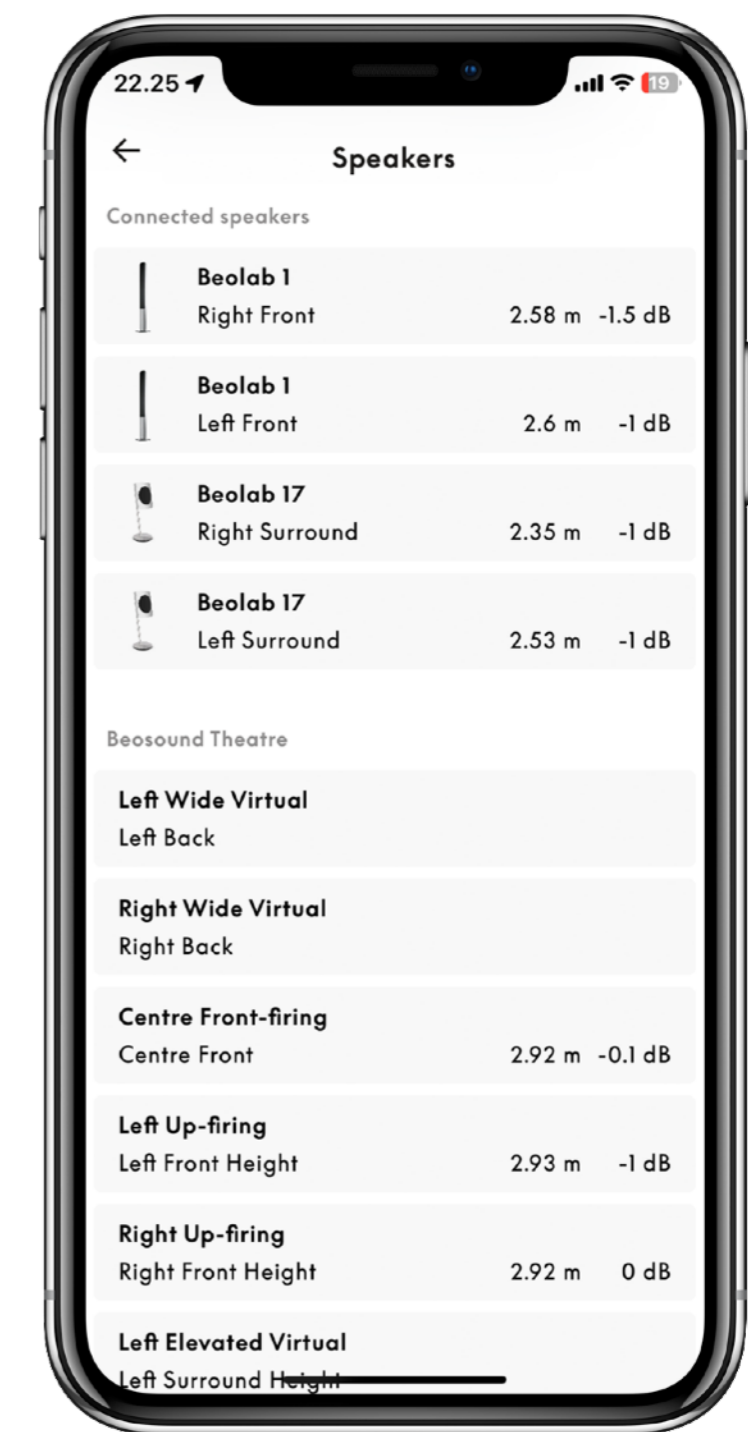 22.25
19
Speakers
Connected speakers
Beolab 1
Right Front 2.58 m -1.5 dB
Beolab 1
Left Front 2.6 m -1 dB
Beolab 17
Right Surround 2.35 m -1 dB
Beolab 17
Left Surround 2.53 m -1 dB
Beosound Theatre
Left Wide Virtual
Left Back
Right Wide Virtual
Right Back
Centre Front-firing
Centre Front 2.92 m -0.1 dB
Left Up-firing
Left Front Height 2.93 m -1 dB
Right Up-firing
Right Front Height 2.92 m 0 dB
Left Elevated Virtual
Left Surround Height